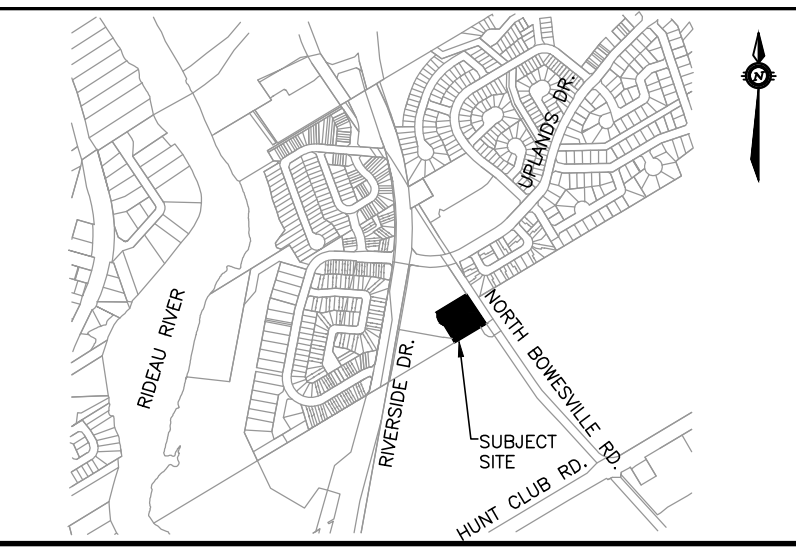 N
UPLANDS DR.
RIDEAU RIVER
RIVERSIDE DR.
NORTH BOWESVILLE RD.
SUBJECT
SITE
HUNT CLUB RD.